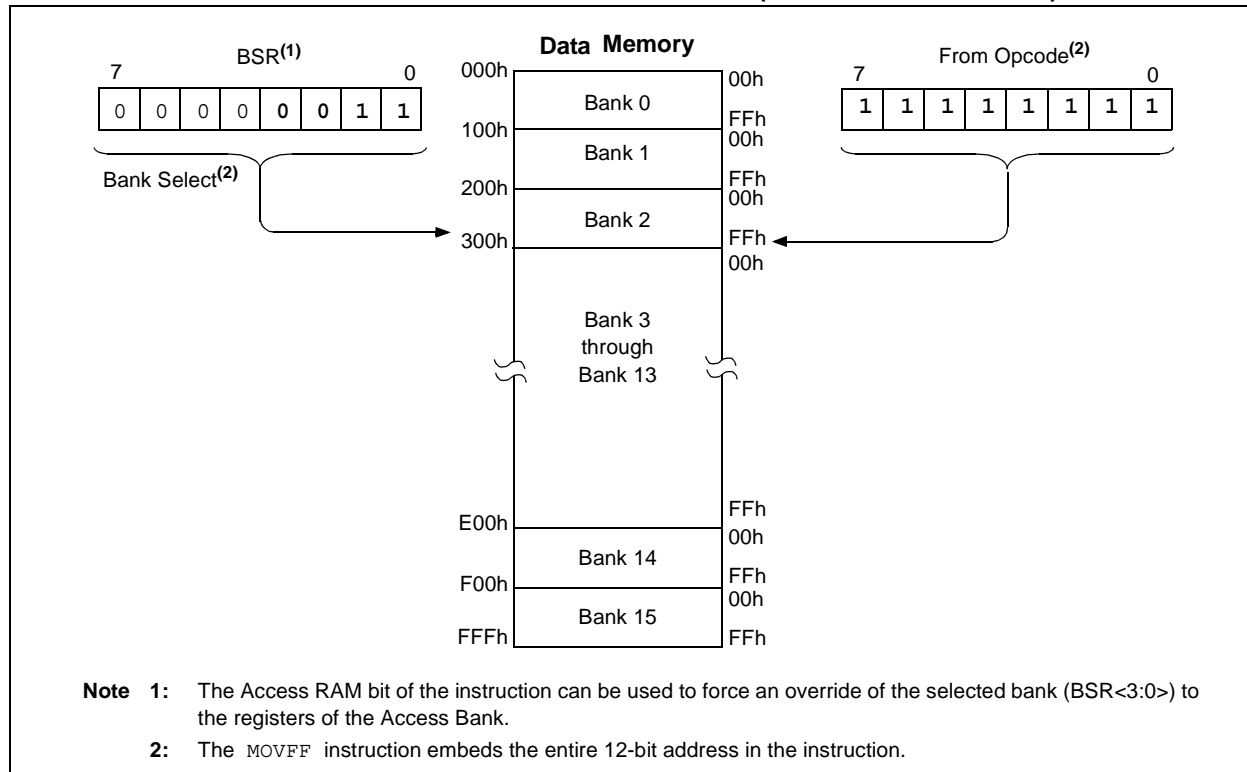 BSR(1)
7 0
0 0 0 0 0 0 1 1
Bank Select(2)
Data Memory
000h
100h
200h
300h
E00h
F00h
FFFh
Bank 0
Bank 1
Bank 2
Bank 3
through
Bank 13
Bank 14
Bank 15
00h
FFh
00h
FFh
00h
FFh
00h
FFh
00h
FFh
00h
FFh
From Opcode(2)
7 0
1 1 1 1 1 1 1 1
Note 1: The Access RAM bit of the instruction can be used to force an override of the selected bank (BSR<3:0>) to
the registers of the Access Bank.
2: The MOVFF instruction embeds the entire 12-bit address in the instruction.